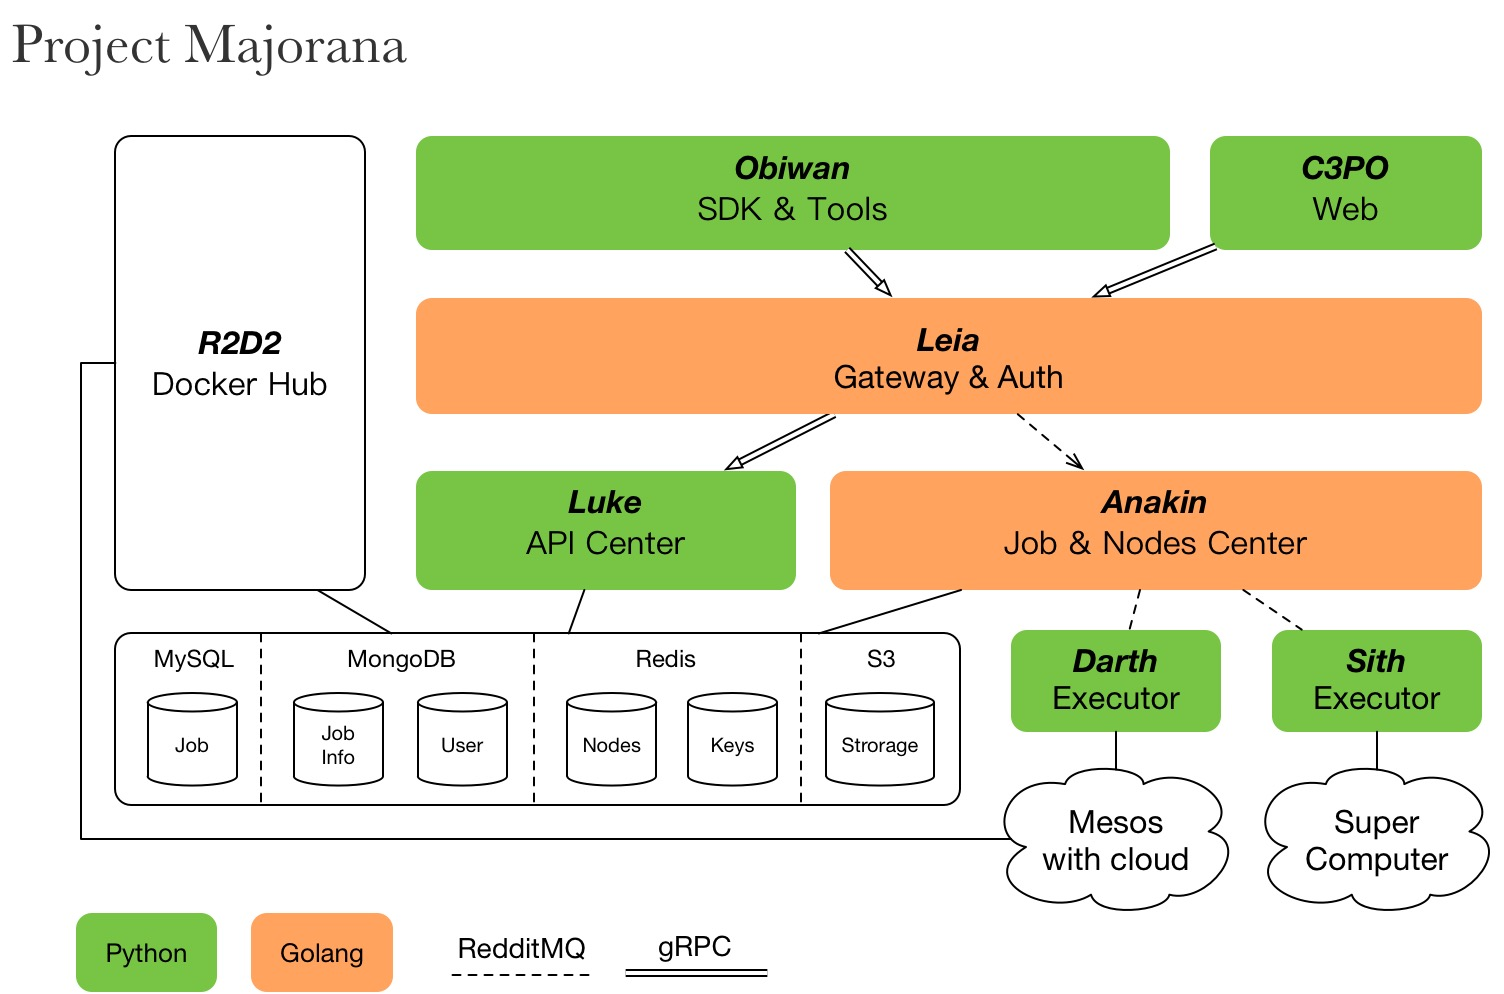 Project Majorana
Obiwan
SDK & Tools
C3PO
Web
R2D2
Docker Hub
Leia
Gateway & Auth
Luke
API Center
Anakin
Job & Nodes Center
MySQL
MongoDB
Redis
S3
Job
Job
Info
User
Nodes
Keys
Strorage
Darth
Executor
Sith
Executor
Mesos
with cloud
Super
Computer
Python
Golang
RedditMQ
gRPC